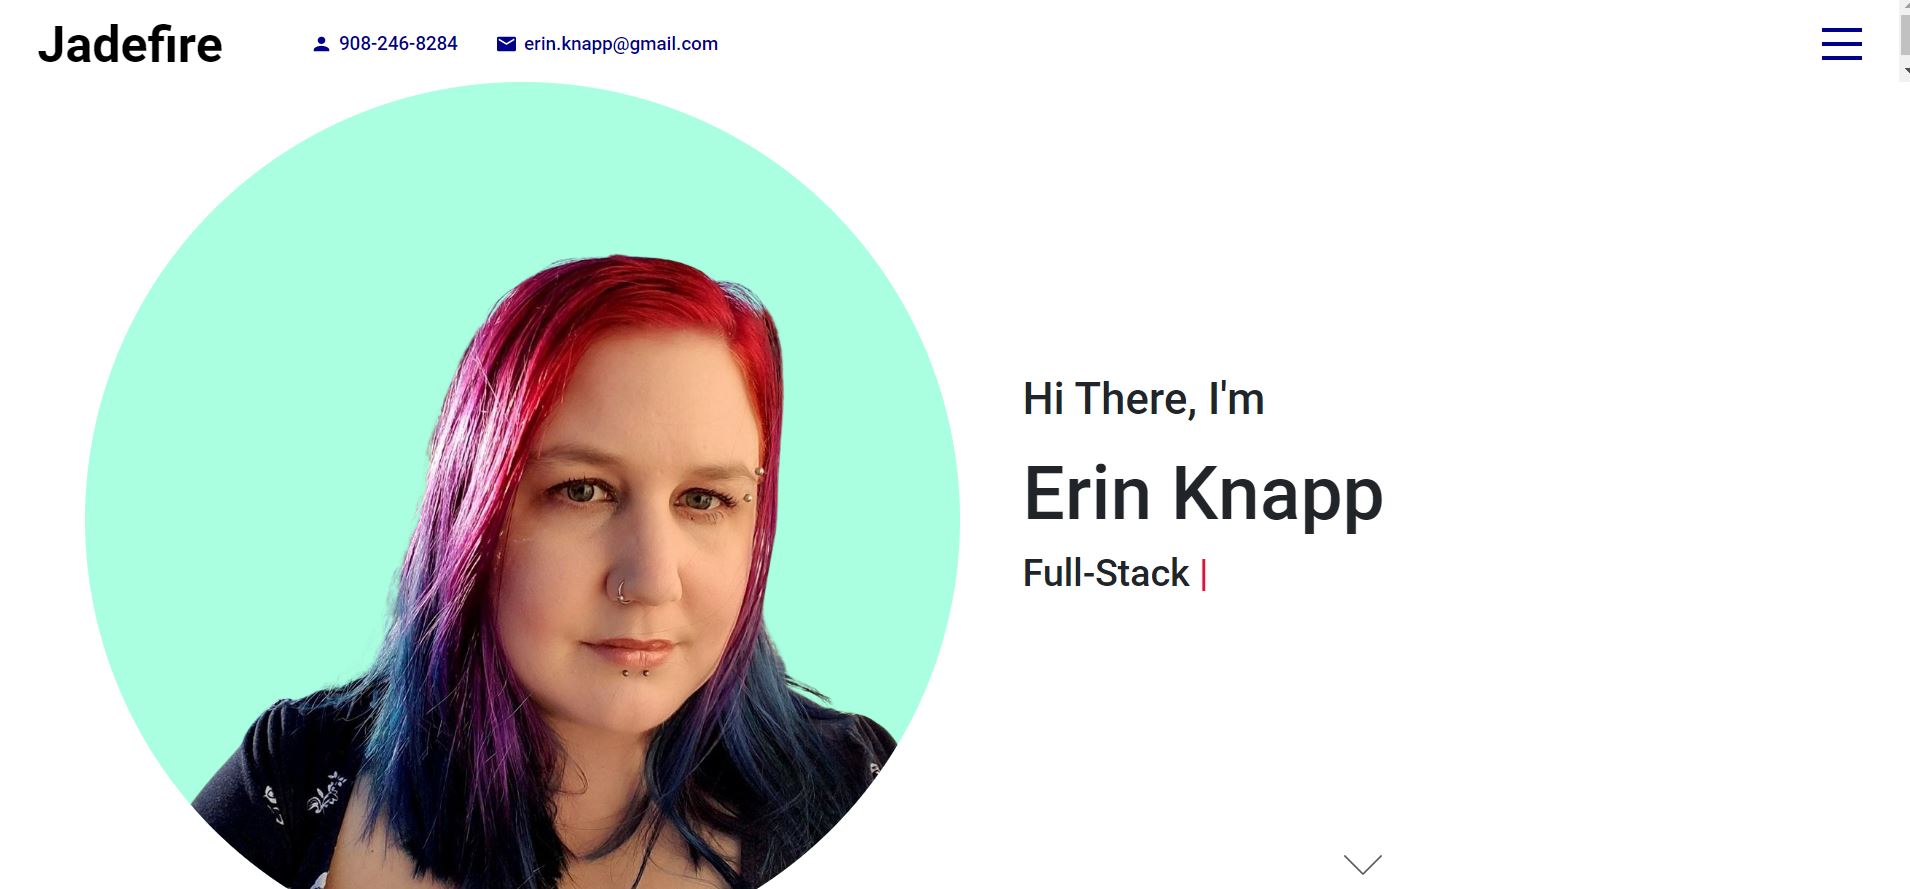 Jadefire
908-246-8284
erin.knapp@gmail.com
Hi There, I'm
Erin Knapp
Full-Stack |